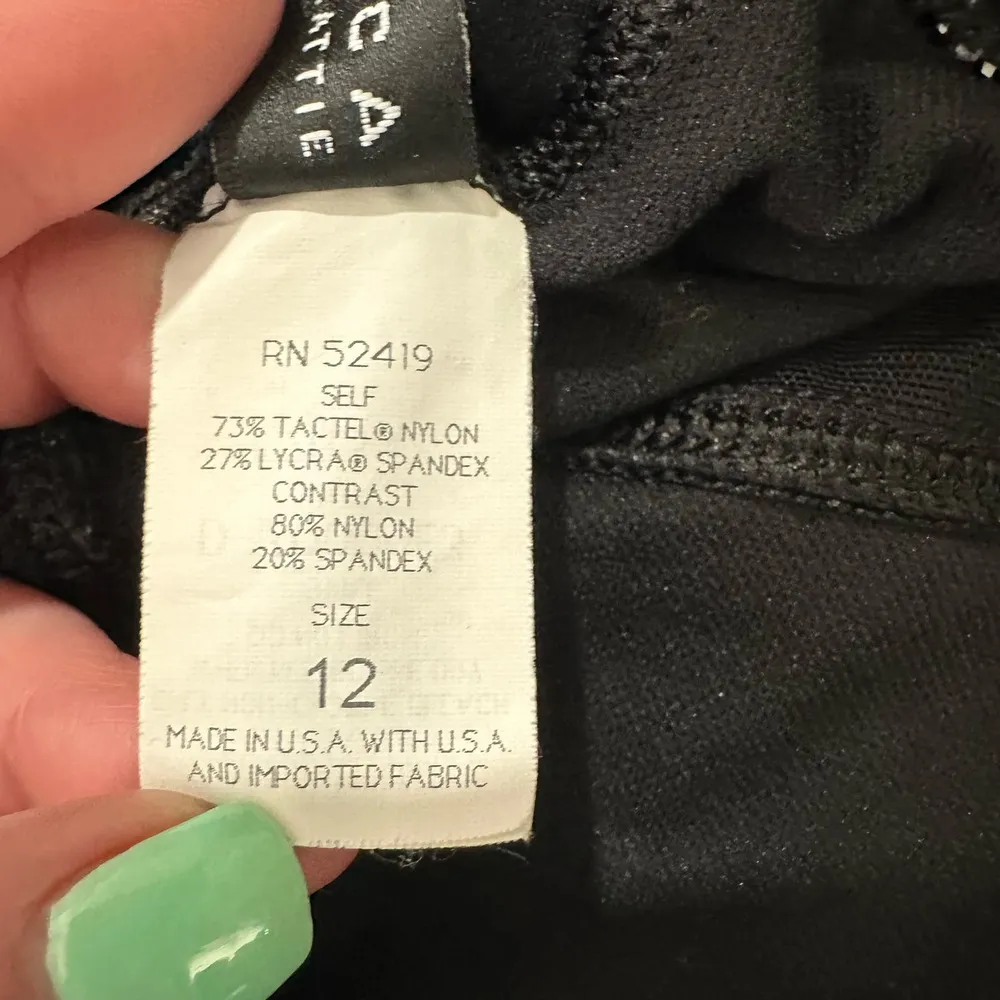 RN 52419
SELF
73% TACTEL® NYLON
27% LYCRA® SPANDEX
CONTRAST
80% NYLON
20% SPANDEX
SIZE
12
MADE IN U.S.A. WITH U.S.A.
AND IMPORTED FABRIC